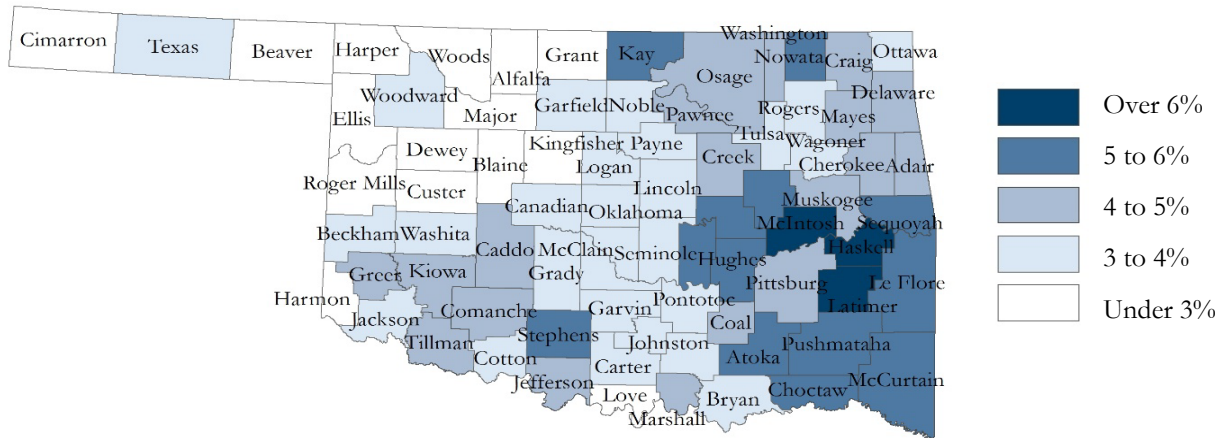 Cimarron
Texas
Beaver
Harper
Woods
Alfalfa
Grant
Kay
Washington
Nowata
Craig
Ottawa
Osage
Woodward
Ellis
Major
Garfield
Noble
Pawnee
Rogers
Mayes
Delaware
Dewey
Blaine
Kingfisher
Logan
Payne
Tulsa
Wagoner
Creek
Cherokee
Adair
Roger Mills
Custer
Canadian
Oklahoma
Lincoln
Muskogee
McIntosh
Sequoyah
Haskell
Beckham
Washita
Caddo
McClain
Grady
Seminole
Hughes
Pittsburg
Le Flore
Latimer
Greer
Kiowa
Harmon
Jackson
Comanche
Tillman
Cotton
Stephens
Jefferson
Garvin
Pontotoc
Coal
Johnston
Carter
Love
Marshall
Bryan
Atoka
Pushmataha
Choctaw
McCurtain
Over 6%
5 to 6%
4 to 5%
3 to 4%
Under 3%